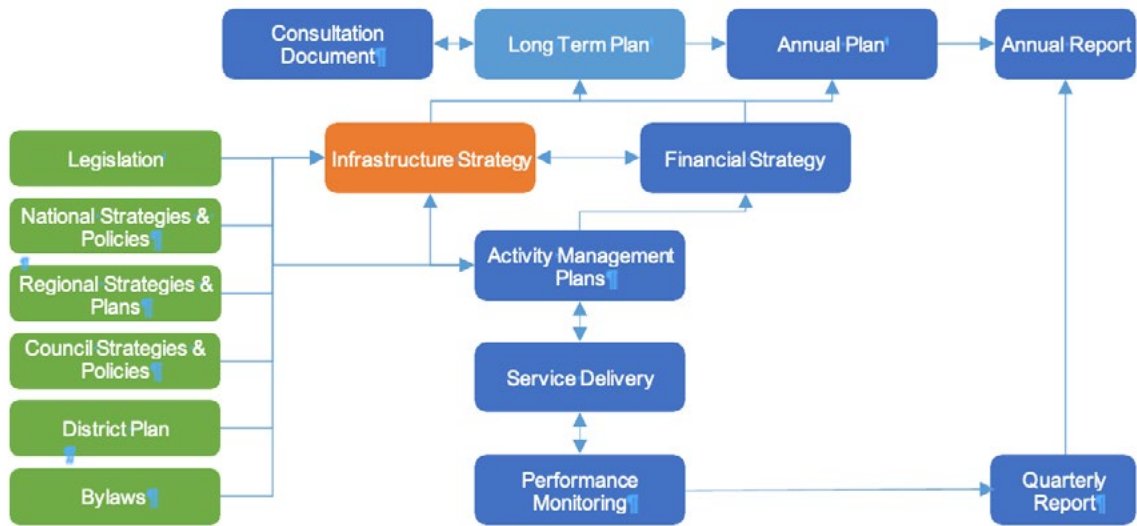 Consultation
Document¶
Long Term Plan
Annual Plan
Annual Report
Legislation
Infrastructure Strategy
Financial Strategy
National Strategies &
Policies¶
¶
Activity Management
Plans¶
Regional Strategies &
Plans¶
Council Strategies &
Policies¶
Service Delivery
District Plan
¶
Bylaws¶
Performance
Monitoring¶
Quarterly
Report¶